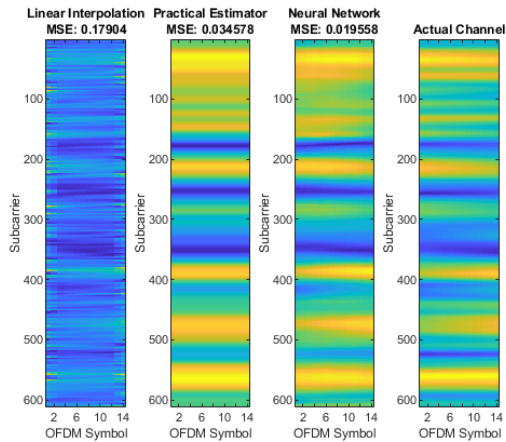 Linear Interpolation
MSE: 0.17904
Practical Estimator
MSE: 0.034578
Neural Network
MSE: 0.019558
Actual Channel
Subcarrier
100
200
300
400
500
600
2 6 10 14
OFDM Symbol
Subcarrier
100
200
300
400
500
600
2 6 10 14
OFDM Symbol
Subcarrier
100
200
300
400
500
600
2 6 10 14
OFDM Symbol
Subcarrier
100
200
300
400
500
600
2 6 10 14
OFDM Symbol